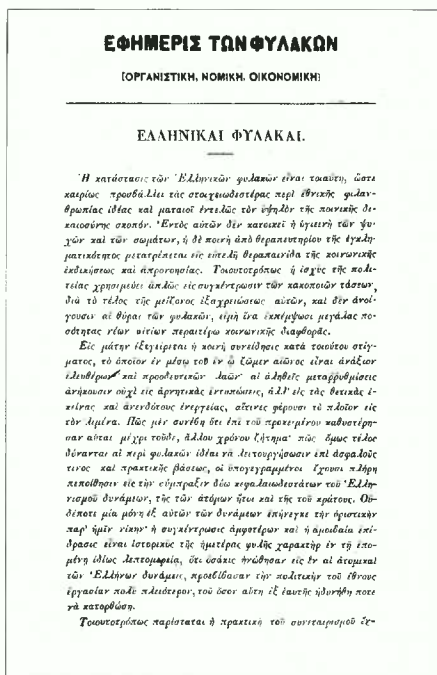 ΕΦΗΜΕΡΙΣ ΤΩΝ ΦΥΛΑΚΩΝ
[ΟΡΓΑΝΙΣΤΙΚΗ, ΝΟΜΙΚΗ, ΟΙΚΟΝΟΜΙΚΗ]
ΕΛΛΗΝΙΚΑΙ ΦΥΛΑΚΑΙ.
Ἡ κατάστασις τῶν Ἑλληνικῶν φυλακῶν εἶναι τοιαύτη, ὥστε
καιρίως προσβάλλει τὰς στοιχειωδεστέρας περὶ ἐθνικῆς φιλαν-
θρωπίας ἰδέας καὶ ματαιοῖ ἐντελῶς τὸν ὑψηλὸν τῆς ποινικῆς δι-
καιοσύνης σκοπόν. Ἐντὸς αὐτῶν δὲν κατοικεῖ ἡ ὑγιεινὴ τῶν ψυ-
χῶν καὶ τῶν σωμάτων, ἡ δὲ ποινὴ ἀπὸ θεραπευτηρίου τῆς ἐγκλη-
ματικότητος μετατρέπεται εἰς εὐτελῆ θεραπαινίδα τῆς κοινωνικῆς
ἐκδικήσεως καὶ ἀπρονοησίας. Τοιουτοτρόπως ἡ ἰσχὺς τῆς πολι-
τείας χρησιμεύει ἁπλῶς εἰς συγκέντρωσιν τῶν κακοποιῶν τάσεων,
διὰ τὸ τέλος τῆς μείζονος ἐξαχρειώσεως αὐτῶν, καὶ δὲν ἀνοί-
γουσιν αἱ θύραι τῶν φυλακῶν, εἰμὴ ἵνα ἐκπέμψωσι μεγάλας πο-
σότητας νέων αἰτίων περαιτέρω κοινωνικῆς διαφθορᾶς.
Εἰς μάτην ἐξεγείρεται ἡ κοινὴ συνείδησις κατὰ τοιούτου στίγ-
ματος, τὸ ὁποῖον ἐν μέσῳ τοῦ ἐν ᾧ ζῶμεν αἰῶνος εἶναι ἀνάξιον
ἐλευθέρων καὶ προοδευτικῶν λαῶν· αἱ ἀληθεῖς μεταρρυθμίσεις
ἀνήκουσιν οὐχὶ εἰς ἀρνητικὰς ἐντυπώσεις, ἀλλ' εἰς τὰς θετικὰς ἐ-
κείνας καὶ ἀνενδότους ἐνεργείας, αἵτινες φέρουσι τὸ πλοῖον εἰς
τὸν λιμένα. Πῶς μὲν συνέβη ὅτι ἐπὶ τοῦ προκειμένου καθυστέρη-
σαν αὗται μέχρι τοῦδε, ἄλλου χρόνου ζήτημα· πῶς ὅμως τέλος
δύνανται αἱ περὶ φυλακῶν ἰδέαι νὰ λειτουργήσωσιν ἐπὶ ἀσφαλοῦς
τινος καὶ πρακτικῆς βάσεως, οἱ ὑπογεγραμμένοι ἔχουσι πλήρη
πεποίθησιν εἰς τὴν σύμπραξιν δύω κεφαλαιωδεστάτων τοῦ Ἑλλη-
νισμοῦ δυνάμεων, τῆς τῶν ἀτόμων ἤτοι καὶ τῆς τοῦ κράτους. Οὐ-
δέποτε μία μόνη ἐξ αὐτῶν τῶν δυνάμεων ἐπήνεγκε τὴν ὁριστικὴν
παρ' ἡμῖν νίκην· ἡ συγκέντρωσις ἀμφοτέρων καὶ ἡ ἀμοιβαία ἐπί-
δρασις εἶναι ἱστορικὸς τῆς ἡμετέρας φυλῆς χαρακτὴρ ἐν τῇ ἑπο-
μένῃ ἰδίως λεπτομερείᾳ, ὅτι ὁσάκις ἡνώθησαν εἰς ἓν αἱ ἀτομικαὶ
τῶν Ἑλλήνων δυνάμεις, προεβίβασαν τὴν πολιτικὴν τοῦ ἔθνους
ἐργασίαν πολὺ πλειότερον, τοῦ ὅσον αὕτη ἐξ ἑαυτῆς ἠδυνήθη ποτε
νὰ κατορθώσῃ.
Τοιουτοτρόπως παρίσταται ἡ πρακτικὴ τοῦ συνεταιρισμοῦ ἔχ-